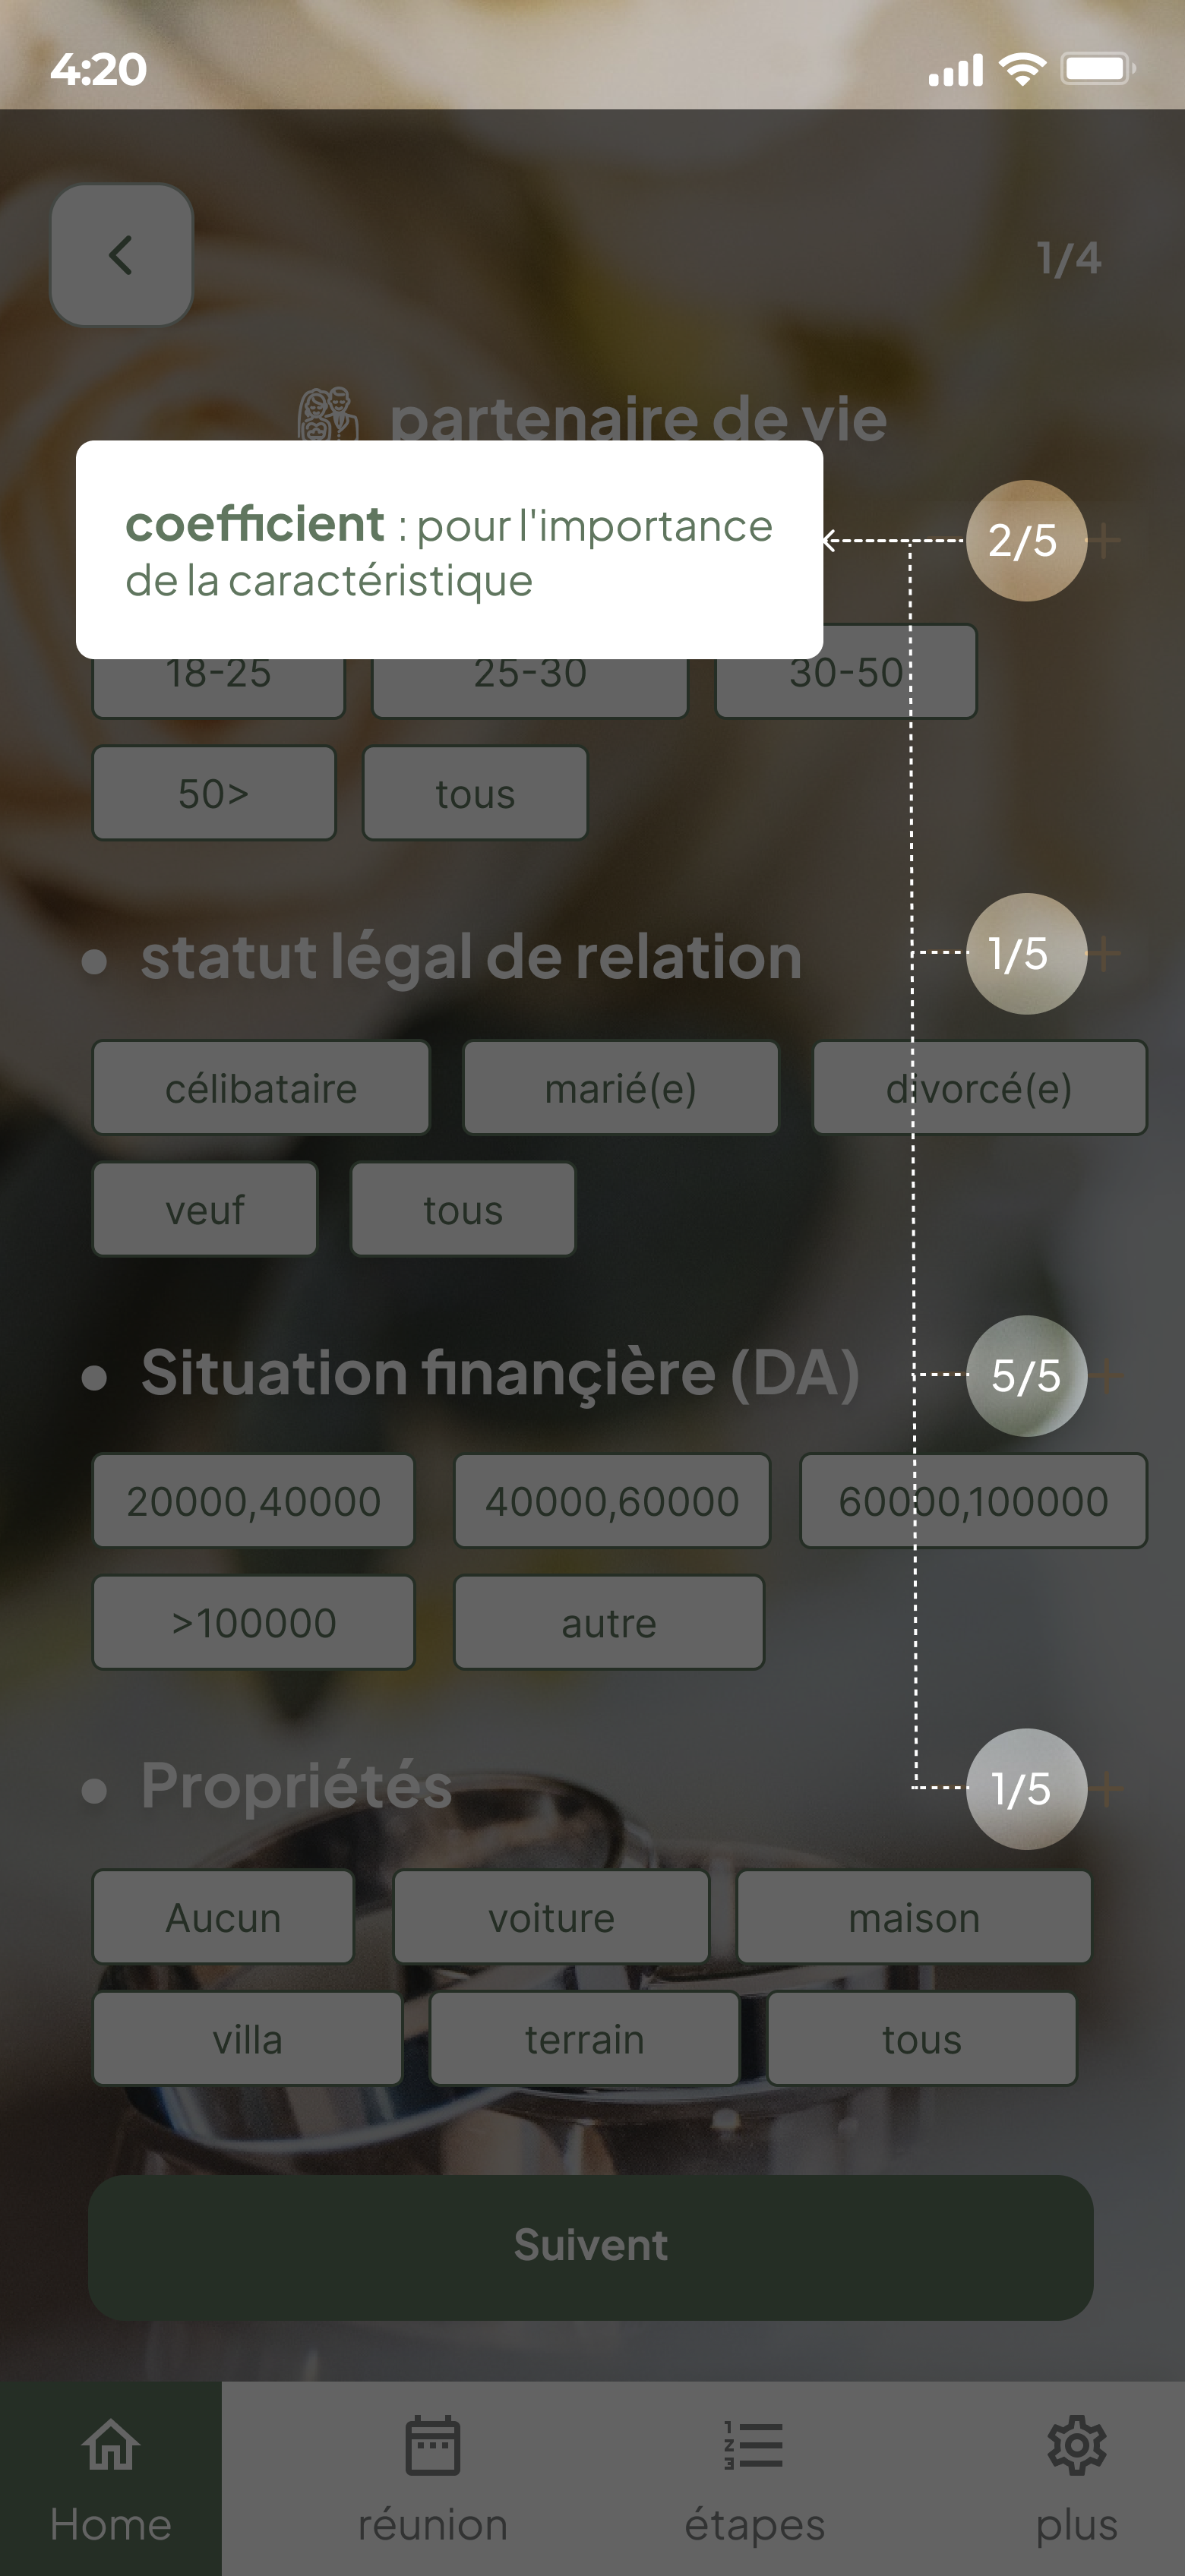 4:20
1/4
partenaire de vie
coefficient : pour l'importance
de la caractéristique
2/5
18-25 25-30 30-50
50> tous
• statut légal de relation 1/5 +
célibataire marié(e) divorcé(e)
veuf tous
• Situation finançière (DA) 5/5 +
20000,40000 40000,60000 60000,100000
>100000 autre
• Propriétés 1/5 +
Aucun voiture maison
villa terrain tous
Suivent
Home réunion étapes plus